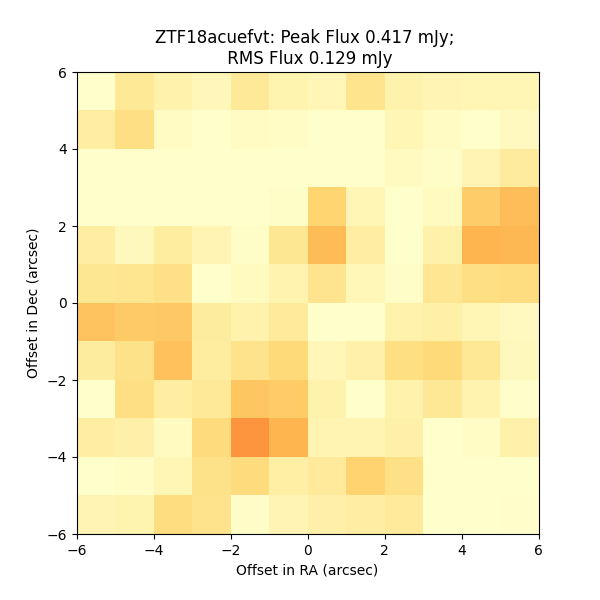 ZTF18acuefvt: Peak Flux 0.417 mJy;
RMS Flux 0.129 mJy
6
4
2
0
−2
−4
−6
Offset in Dec (arcsec)
−6 −4 −2 0 2 4 6
Offset in RA (arcsec)